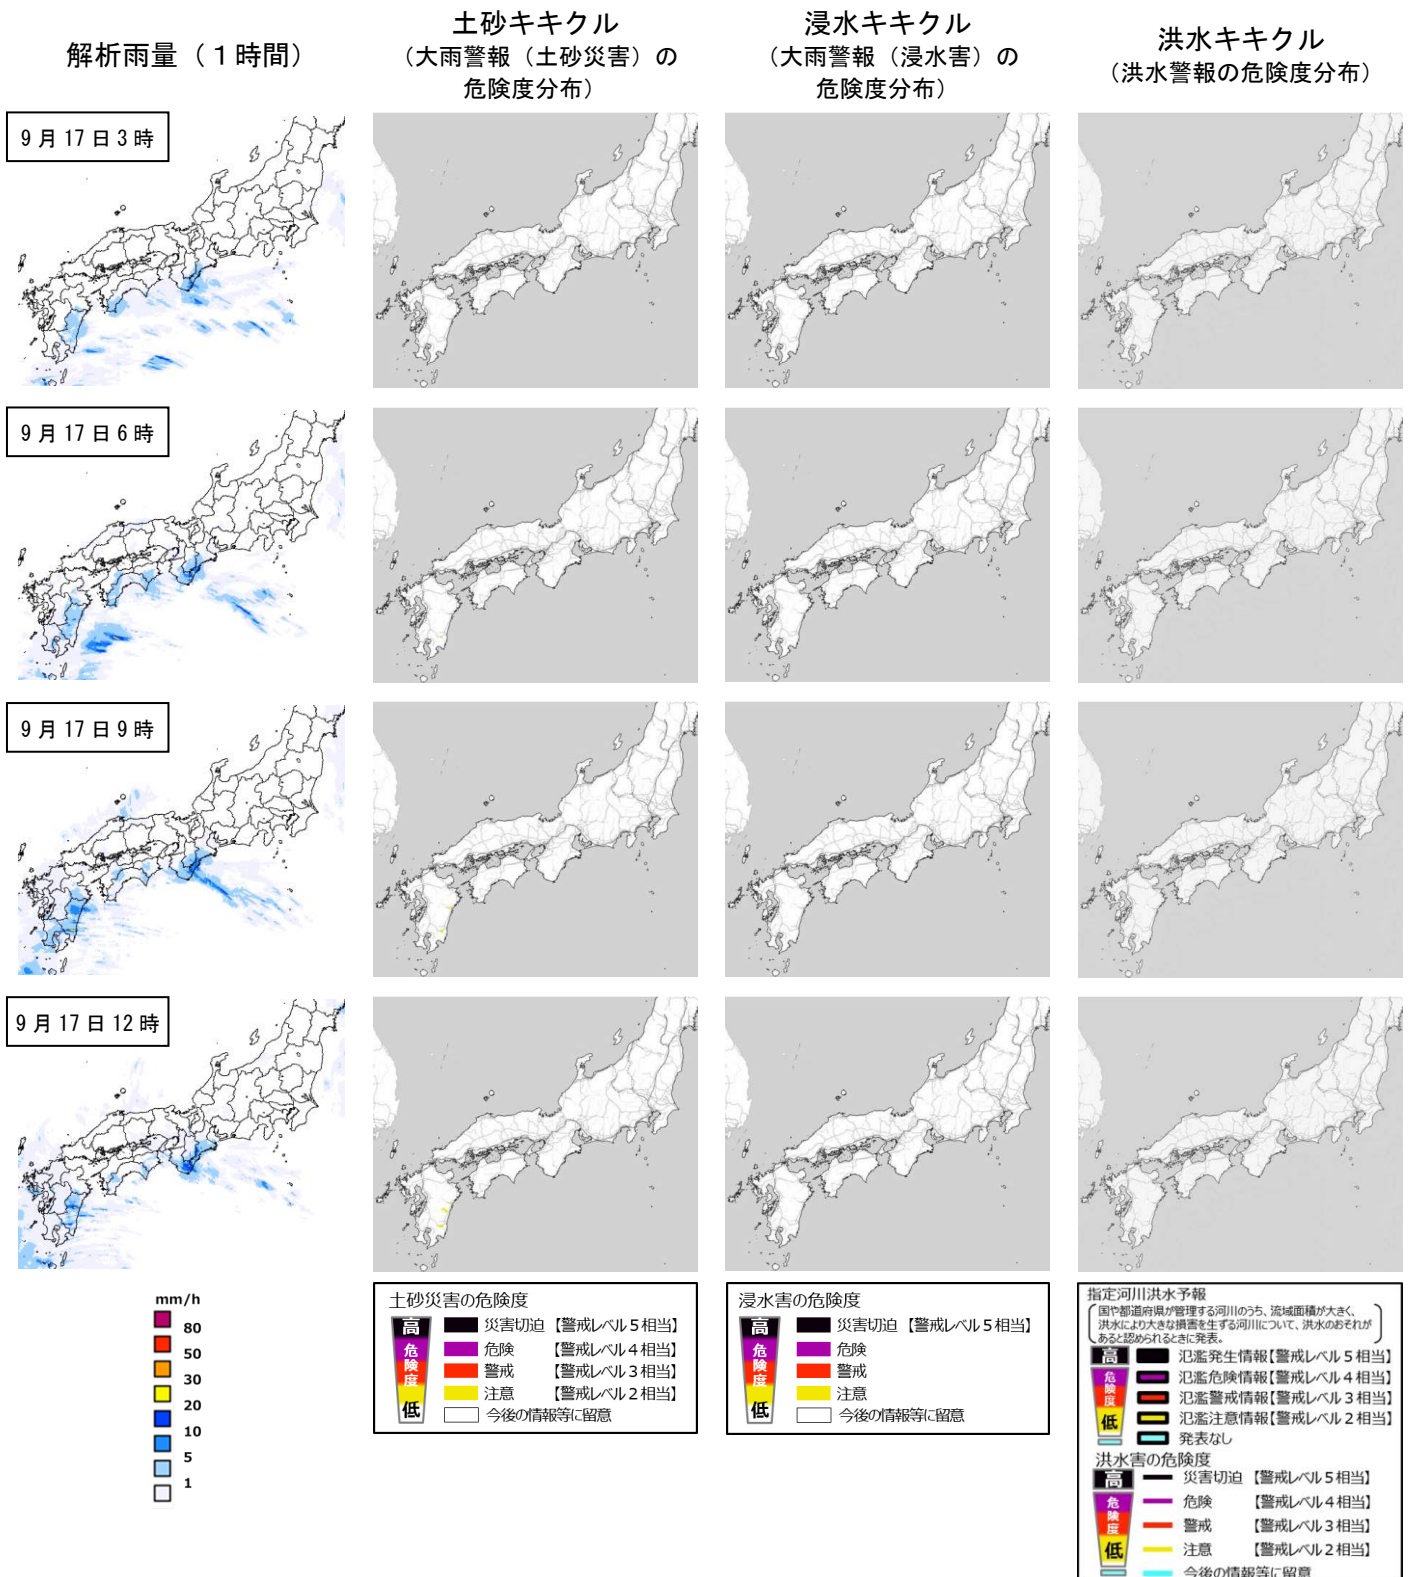 解析雨量（１時間）
土砂キキクル
（大雨警報（土砂災害）の
危険度分布）
浸水キキクル
（大雨警報（浸水害）の
危険度分布）
洪水キキクル
（洪水警報の危険度分布）
9月17日3時
9月17日6時
9月17日9時
9月17日12時
mm/h
80
50
30
20
10
5
1
土砂災害の危険度
高
危険度
低
災害切迫【警戒レベル５相当】
危険【警戒レベル４相当】
警戒【警戒レベル３相当】
注意【警戒レベル２相当】
今後の情報等に留意
浸水害の危険度
高
危険度
低
災害切迫【警戒レベル５相当】
危険
警戒
注意
今後の情報等に留意
指定河川洪水予報
国や都道府県が管理する河川のうち、流域面積が大きく、
洪水により大きな損害を生ずる河川について、洪水のおそれが
あると認められるときに発表。
高
危険度
低
氾濫発生情報【警戒レベル５相当】
氾濫危険情報【警戒レベル４相当】
氾濫警戒情報【警戒レベル３相当】
氾濫注意情報【警戒レベル２相当】
発表なし
洪水害の危険度
高
危険度
低
災害切迫【警戒レベル５相当】
危険【警戒レベル４相当】
警戒【警戒レベル３相当】
注意【警戒レベル２相当】
今後の情報等に留意